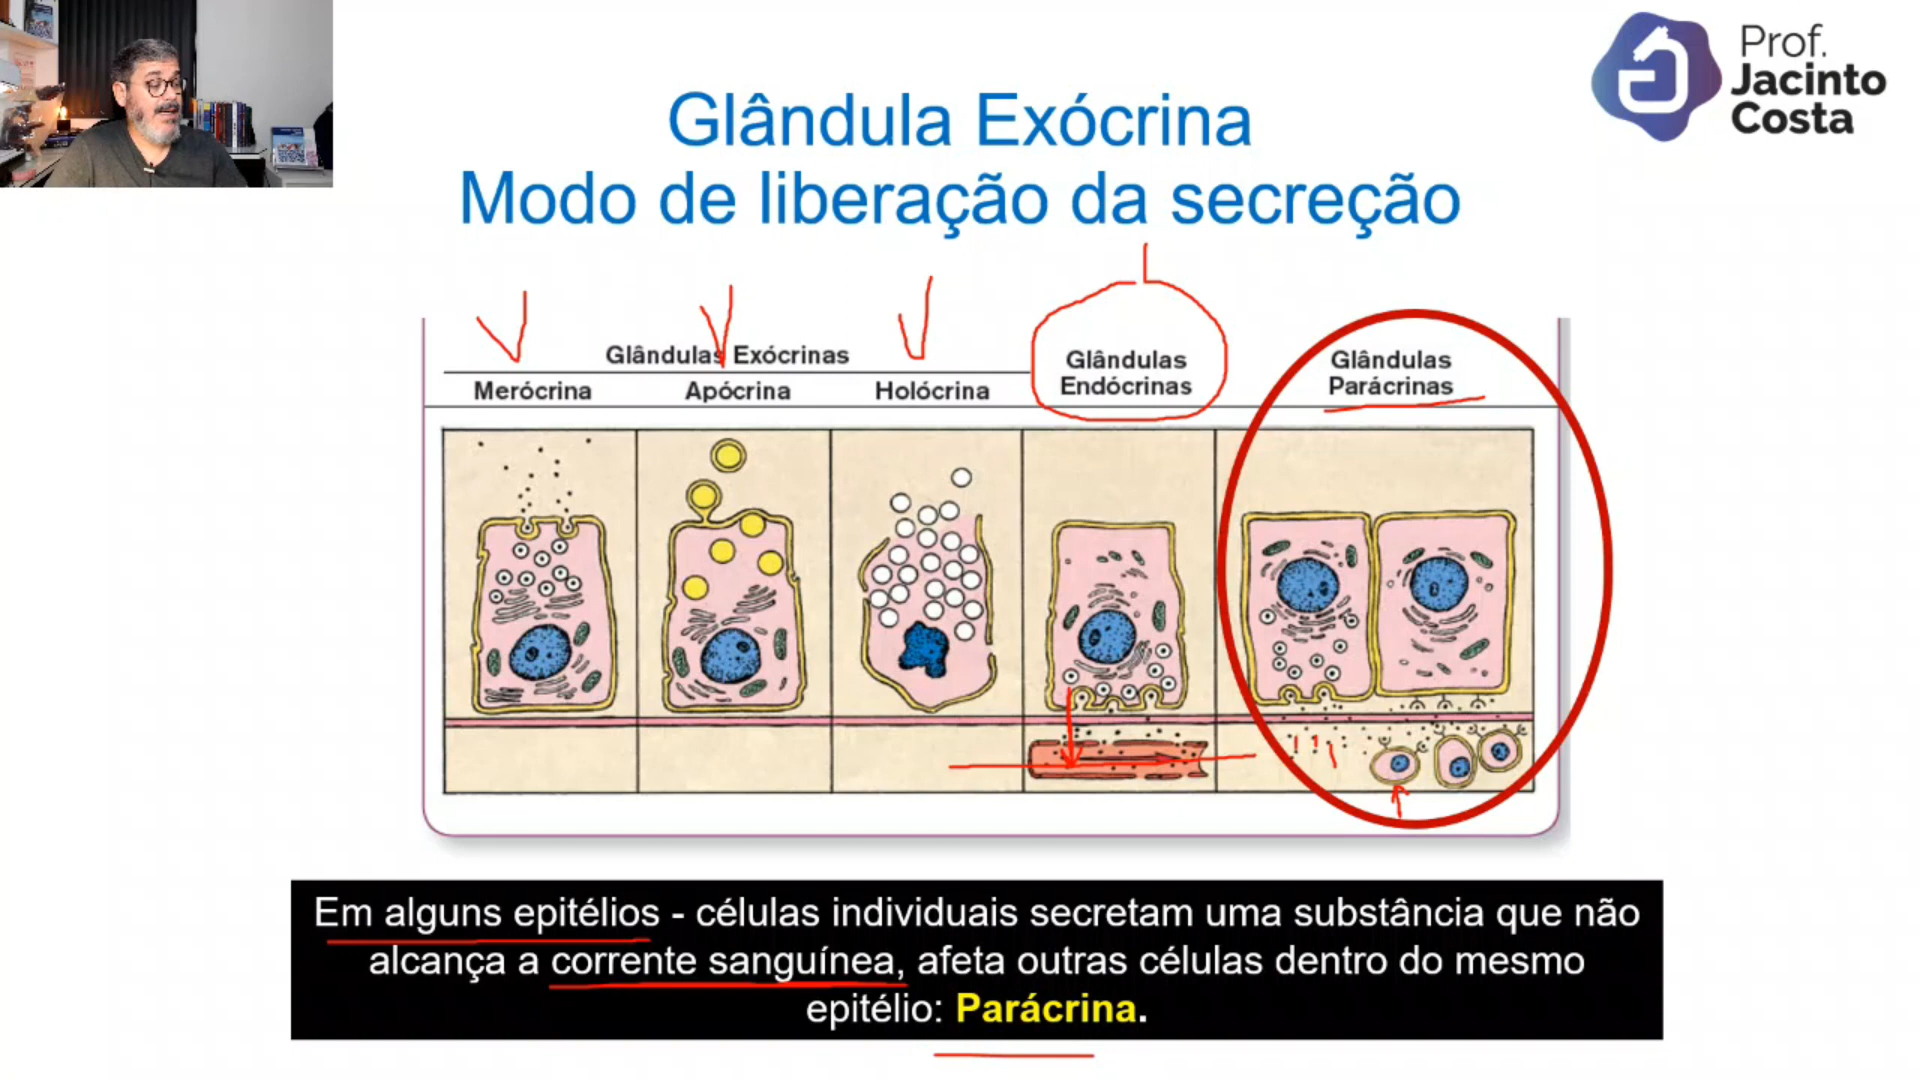 Prof.
Jacinto
Costa
Glândula Exócrina
Modo de liberação da secreção
Glândulas Exócrinas
Merócrina
Apócrina
Holócrina
Glândulas
Endócrinas
Glândulas
Parácrinas
Em alguns epitélios - células individuais secretam uma substância que não
alcança a corrente sanguínea, afeta outras células dentro do mesmo
epitélio: Parácrina.